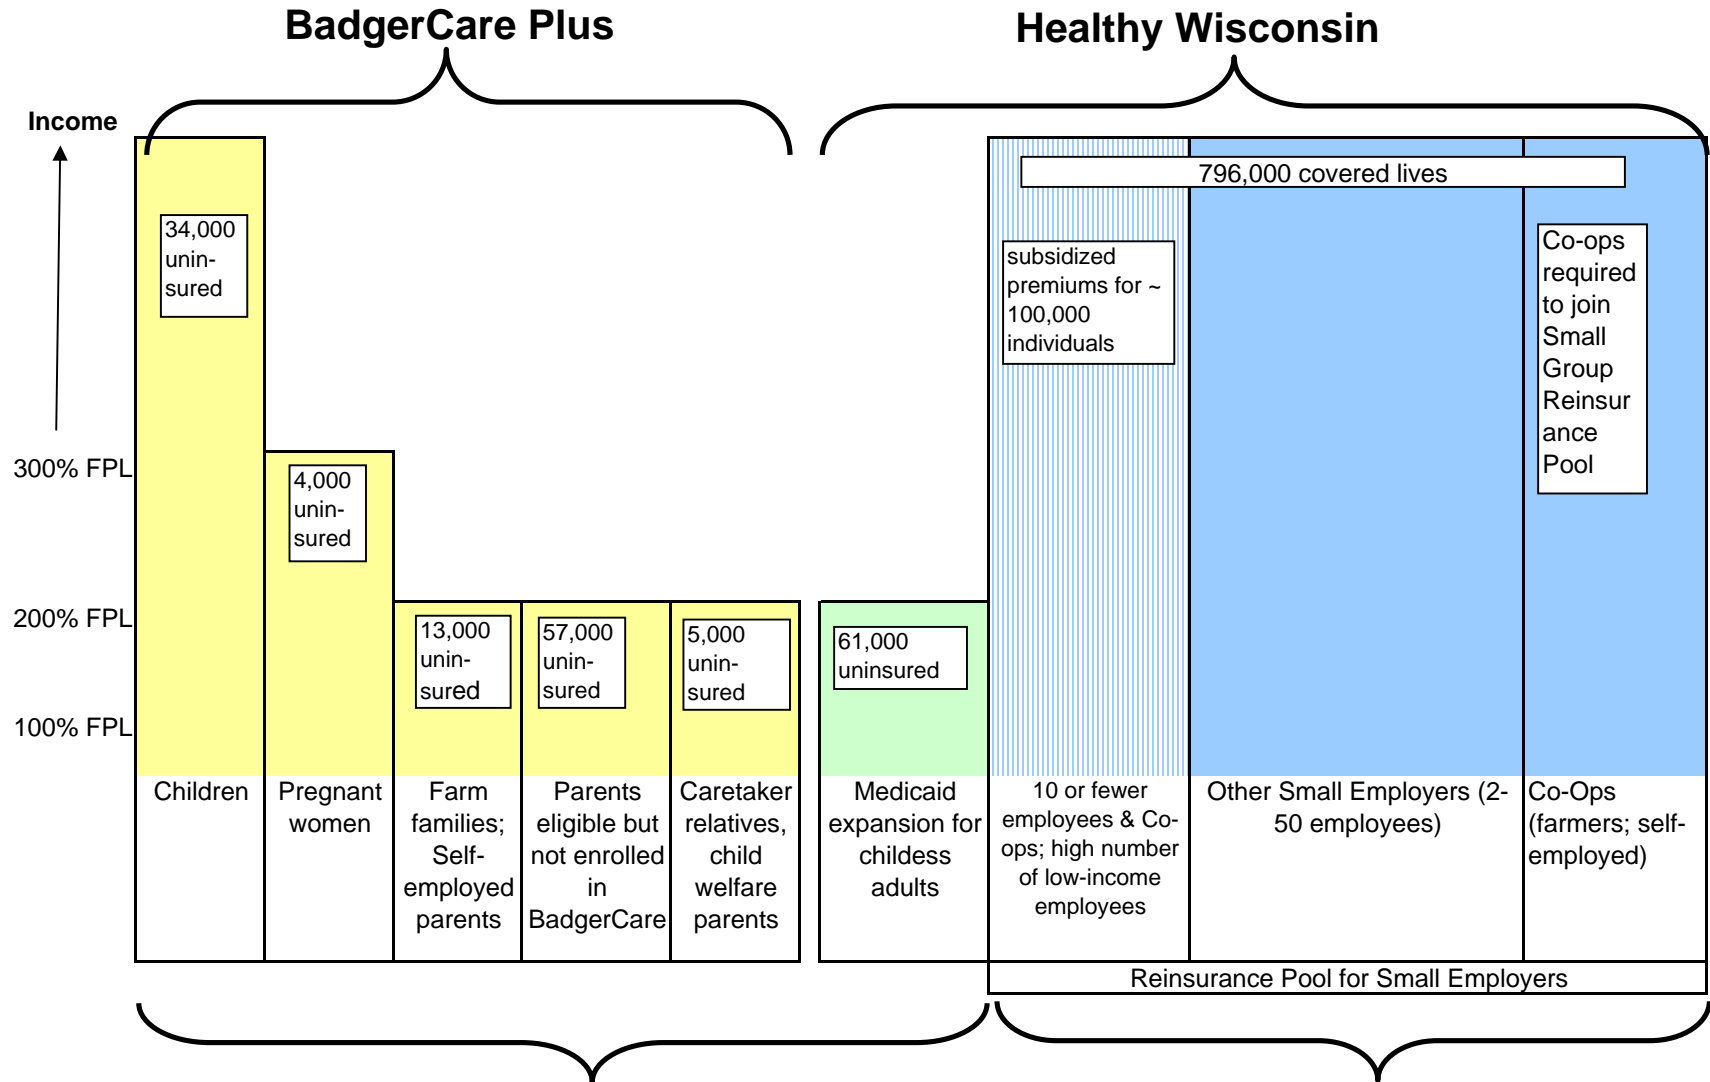 BadgerCare Plus
Healthy Wisconsin
Income
796,000 covered lives
34,000
unin-
sured
subsidized
premiums for ~
100,000
individuals
Co-ops
required
to join
Small
Group
Reinsur
ance
Pool
300% FPL
4,000
unin-
sured
200% FPL
13,000
unin-
sured
57,000
unin-
sured
5,000
unin-
sured
61,000
uninsured
100% FPL
Children
Pregnant
women
Farm
families;
Self-
employed
parents
Parents
eligible but
not enrolled
in
BadgerCare
Caretaker
relatives,
child
welfare
parents
Medicaid
expansion for
childess
adults
10 or fewer
employees & Co-
ops; high number
of low-income
employees
Other Small Employers (2-
50 employees)
Co-Ops
(farmers; self-
employed)
Reinsurance Pool for Small Employers